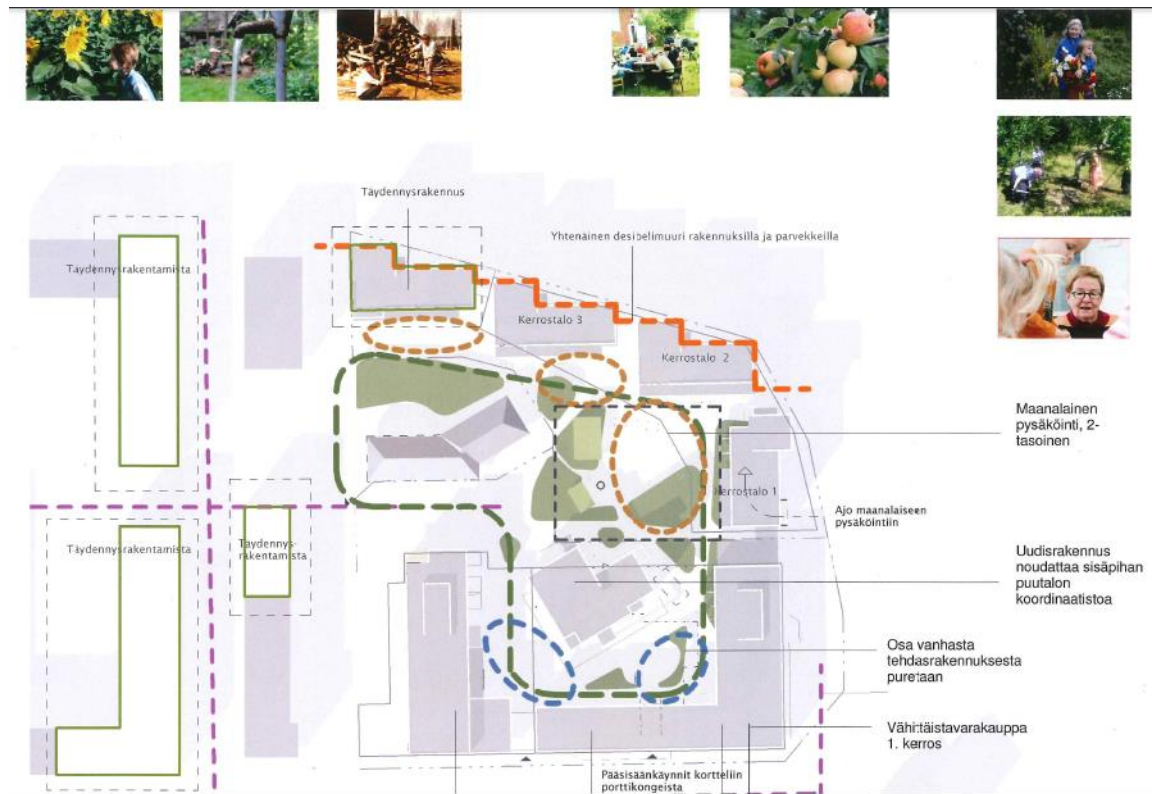 Täydennysrakennus
Yhtenäinen desibelimuuri rakennuksilla ja parvekkeilla
Täydennysrakentamista
Kerrostalo 3
Kerrostalo 2
Maanalainen
pysäköinti, 2-
tasoinen
Kerrostalo 1
Ajo maanalaiseen
pysäköintiin
Täydennysrakentamista
Täydennys-
rakentamista
Uudisrakennus
noudattaa sisäpihan
puutalon
koordinaatistoa
Osa vanhasta
tehdasrakennuksesta
puretaan
Vähittäistavarakauppa
1. kerros
Pääsisäänkäynnit kortteliin
porttikongeista